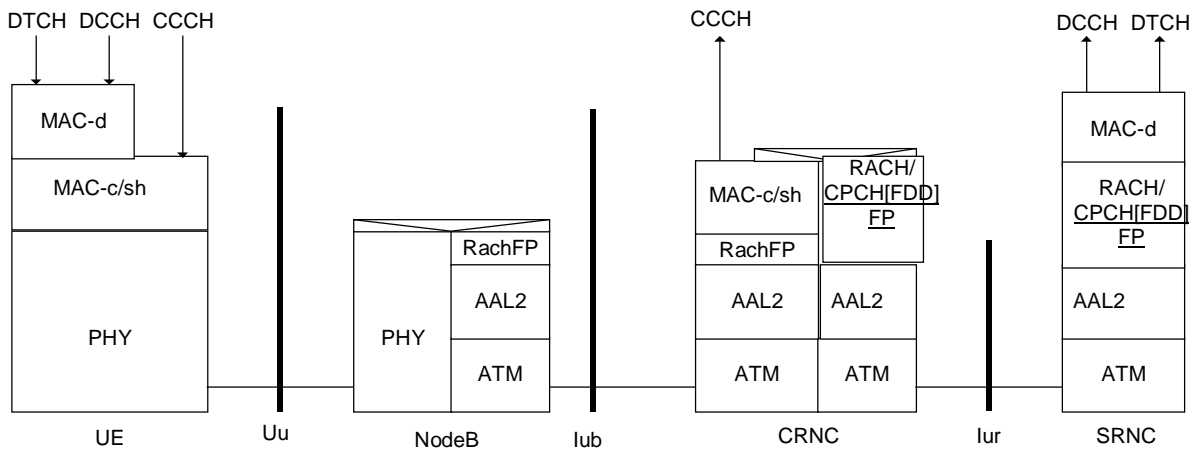 DTCH DCCH CCCH
CCCH
DCCH DTCH
MAC-d
MAC-c/sh
PHY
UE
Uu
PHY
RachFP
AAL2
ATM
NodeB
Iub
MAC-c/sh
RachFP
AAL2
ATM
RACH/
CPCH[FDD]
FP
AAL2
ATM
CRNC
Iur
MAC-d
RACH/
CPCH[FDD]
FP
AAL2
ATM
SRNC